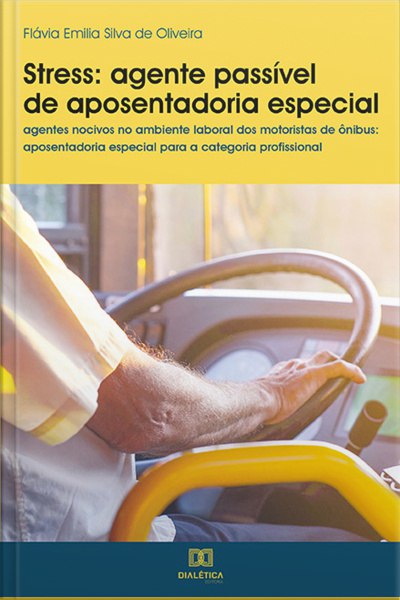 Flávia Emilia Silva de Oliveira
Stress: agente passível
de aposentadoria especial
agentes nocivos no ambiente laboral dos motoristas de ônibus:
aposentadoria especial para a categoria profissional
DIALÉTICA
EDITORA